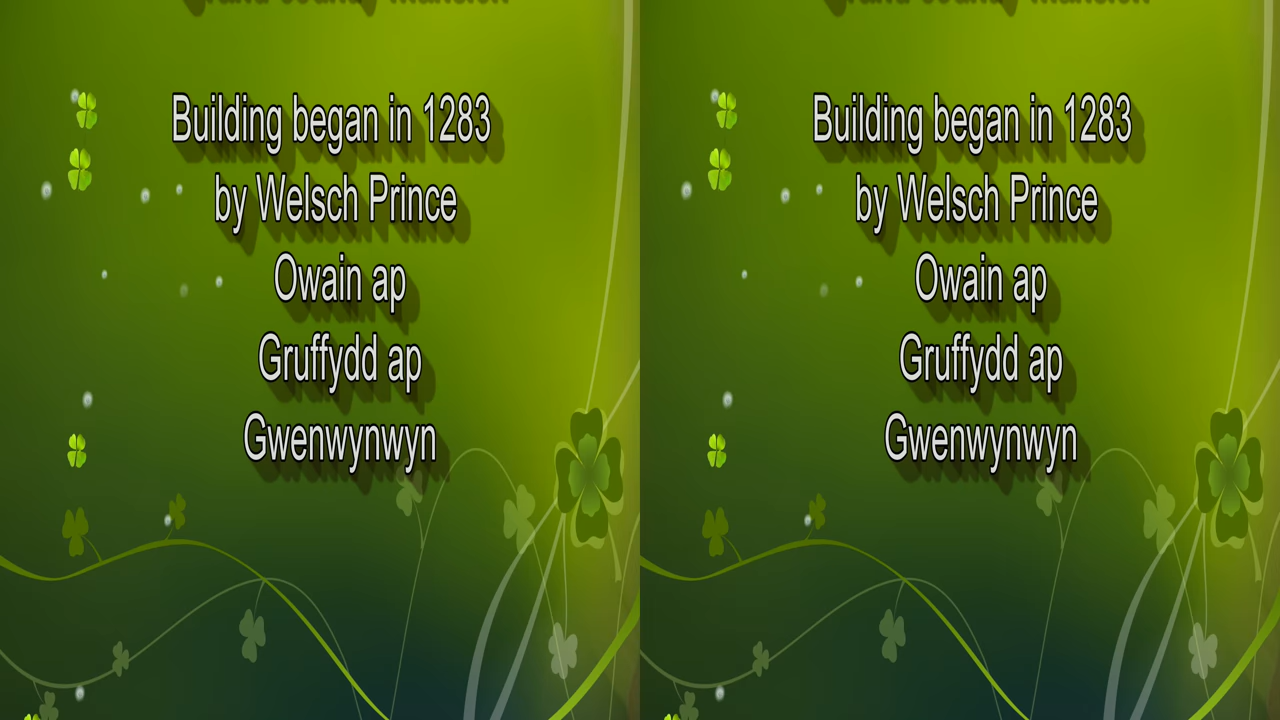 Building began in 1283
by Welsch Prince
Owain ap
Gruffydd ap
Gwenwynwyn
Building began in 1283
by Welsch Prince
Owain ap
Gruffydd ap
Gwenwynwyn